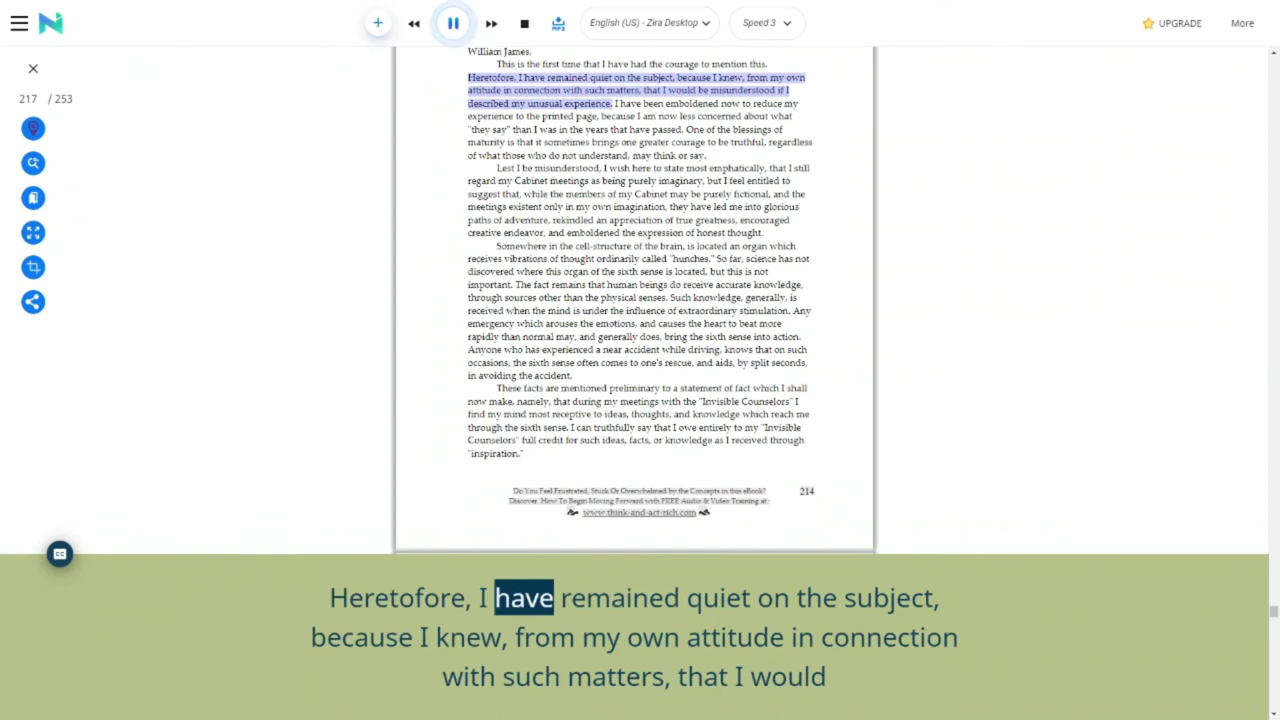 English (US) - Zira Desktop
Speed 3
UPGRADE
More
MP3
217 / 253
William James.
This is the first time that I have had the courage to mention this.
Heretofore, I have remained quiet on the subject, because I knew, from my own
attitude in connection with such matters, that I would be misunderstood if I
described my unusual experience. I have been emboldened now to reduce my
experience to the printed page, because I am now less concerned about what
"they say" than I was in the years that have passed. One of the blessings of
maturity is that it sometimes brings one greater courage to be truthful, regardless
of what those who do not understand, may think or say.
Lest I be misunderstood, I wish here to state most emphatically, that I still
regard my Cabinet meetings as being purely imaginary, but I feel entitled to
suggest that, while the members of my Cabinet may be purely fictional, and the
meetings existent only in my own imagination, they have led me into glorious
paths of adventure, rekindled an appreciation of true greatness, encouraged
creative endeavor, and emboldened the expression of honest thought.
Somewhere in the cell-structure of the brain, is located an organ which
receives vibrations of thought ordinarily called "hunches." So far, science has not
discovered where this organ of the sixth sense is located, but this is not
important. The fact remains that human beings do receive accurate knowledge,
through sources other than the physical senses. Such knowledge, generally, is
received when the mind is under the influence of extraordinary stimulation. Any
emergency which arouses the emotions, and causes the heart to beat more
rapidly than normal may, and generally does, bring the sixth sense into action.
Anyone who has experienced a near accident while driving, knows that on such
occasions, the sixth sense often comes to one's rescue, and aids, by split seconds,
in avoiding the accident.
These facts are mentioned preliminary to a statement of fact which I shall
now make, namely, that during my meetings with the "Invisible Counselors" I
find my mind most receptive to ideas, thoughts, and knowledge which reach me
through the sixth sense. I can truthfully say that I owe entirely to my "Invisible
Counselors" full credit for such ideas, facts, or knowledge as I received through
"inspiration."
Do You Feel Frustrated, Stuck Or Overwhelmed by the Concepts in this eBook?
214
Discover How To Begin Moving Forward with FREE Audio & Video Training at:
www.think-and-act-rich.com
CC
Heretofore, I have remained quiet on the subject,
because I knew, from my own attitude in connection
with such matters, that I would